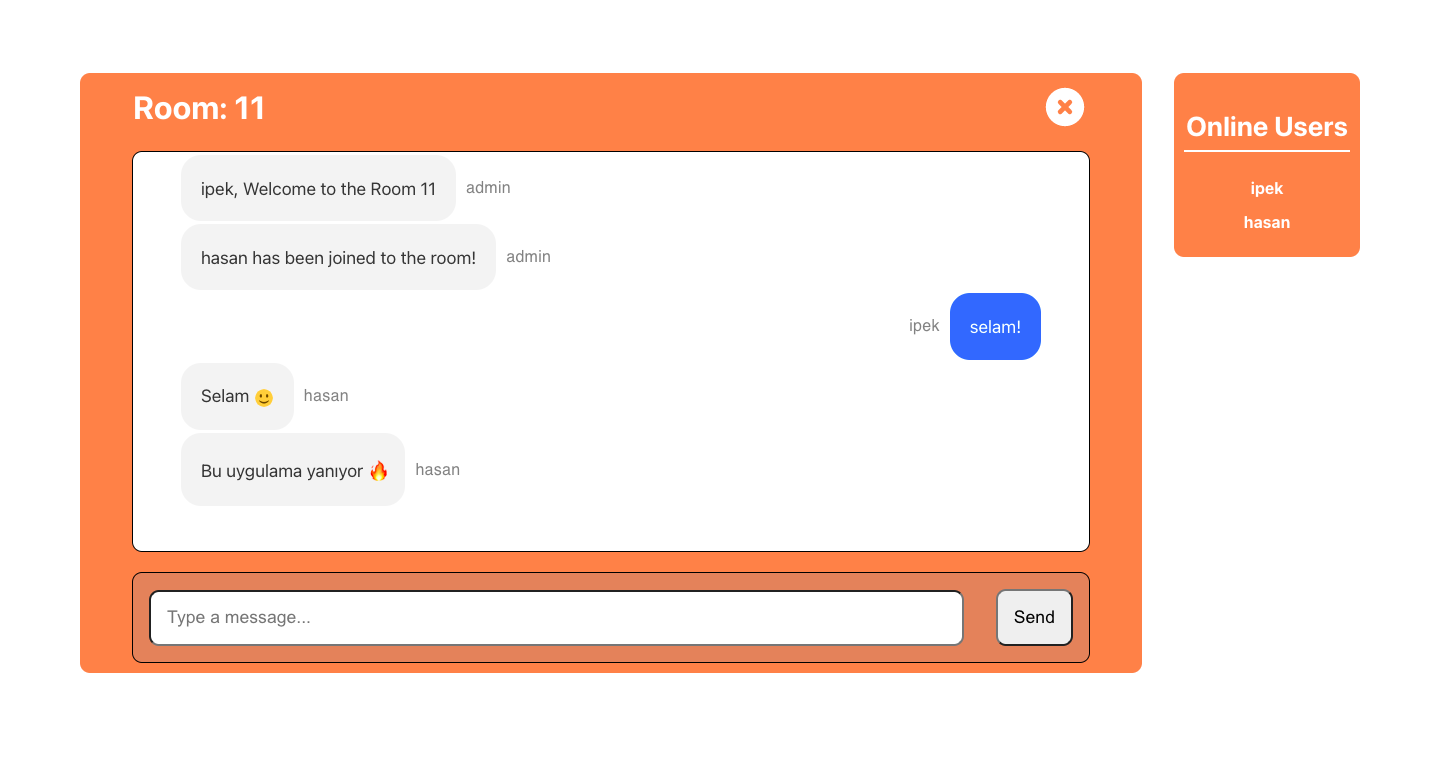 Room: 11
ipek, Welcome to the Room 11 admin
hasan has been joined to the room! admin
ipek selam!
Selam 🙂 hasan
Bu uygulama yanıyor 🔥 hasan
Type a message...
Send
Online Users
ipek
hasan